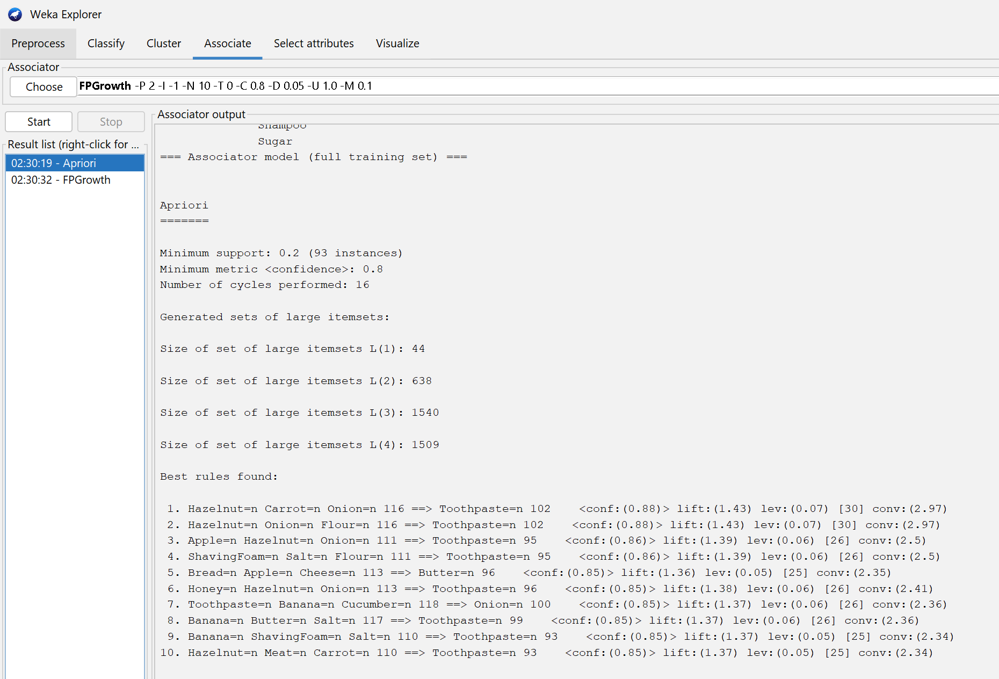 Weka Explorer
Preprocess Classify Cluster Associate Select attributes Visualize
Associator
Choose FPGrowth -P 2 -I -1 -N 10 -T 0 -C 0.8 -D 0.05 -U 1.0 -M 0.1
Start Stop
Result list (right-click for ...
02:30:19 - Apriori
02:30:32 - FPGrowth
Associator output
Shampoo
Sugar
=== Associator model (full training set) ===
Apriori
=======
Minimum support: 0.2 (93 instances)
Minimum metric <confidence>: 0.8
Number of cycles performed: 16
Generated sets of large itemsets:
Size of set of large itemsets L(1): 44
Size of set of large itemsets L(2): 638
Size of set of large itemsets L(3): 1540
Size of set of large itemsets L(4): 1509
Best rules found:
1. Hazelnut=n Carrot=n Onion=n 116 ==> Toothpaste=n 102 <conf:(0.88)> lift:(1.43) lev:(0.07) [30] conv:(2.97)
2. Hazelnut=n Onion=n Flour=n 116 ==> Toothpaste=n 102 <conf:(0.88)> lift:(1.43) lev:(0.07) [30] conv:(2.97)
3. Apple=n Hazelnut=n Onion=n 111 ==> Toothpaste=n 95 <conf:(0.86)> lift:(1.39) lev:(0.06) [26] conv:(2.5)
4. ShavingFoam=n Salt=n Flour=n 111 ==> Toothpaste=n 95 <conf:(0.86)> lift:(1.39) lev:(0.06) [26] conv:(2.5)
5. Bread=n Apple=n Cheese=n 113 ==> Butter=n 96 <conf:(0.85)> lift:(1.36) lev:(0.05) [25] conv:(2.35)
6. Honey=n Hazelnut=n Onion=n 113 ==> Toothpaste=n 96 <conf:(0.85)> lift:(1.38) lev:(0.06) [26] conv:(2.41)
7. Toothpaste=n Banana=n Cucumber=n 118 ==> Onion=n 100 <conf:(0.85)> lift:(1.37) lev:(0.06) [26] conv:(2.36)
8. Banana=n Butter=n Salt=n 117 ==> Toothpaste=n 99 <conf:(0.85)> lift:(1.37) lev:(0.06) [26] conv:(2.36)
9. Banana=n ShavingFoam=n Salt=n 110 ==> Toothpaste=n 93 <conf:(0.85)> lift:(1.37) lev:(0.05) [25] conv:(2.34)
10. Hazelnut=n Meat=n Carrot=n 110 ==> Toothpaste=n 93 <conf:(0.85)> lift:(1.37) lev:(0.05) [25] conv:(2.34)